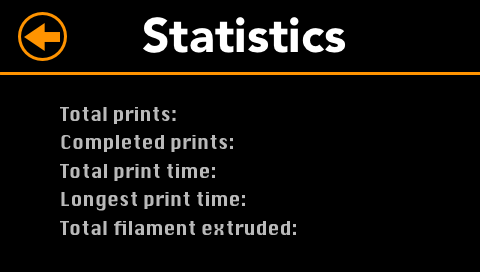 Statistics
Total prints:
Completed prints:
Total print time:
Longest print time:
Total filament extruded: